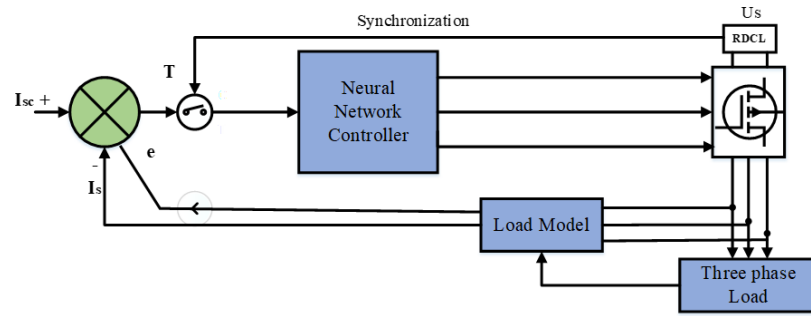 Synchronization
Us
RDCL
T
Isc +
Neural
Network
Controller
e
-
Is
Load Model
Three phase
Load